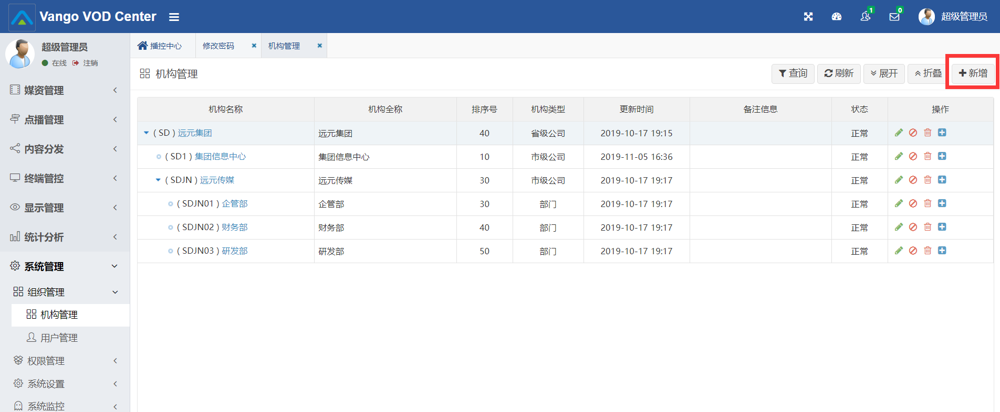 Vango VOD Center
1
0
超级管理员
超级管理员
在线 注销
媒资管理
点播管理
内容分发
终端管控
显示管理
统计分析
系统管理
组织管理
机构管理
用户管理
权限管理
系统设置
系统监控
播控中心 修改密码 机构管理
机构管理
查询 刷新 展开 折叠 新增
机构名称 机构全称 排序号 机构类型 更新时间 备注信息 状态 操作
( SD ) 远元集团 远元集团 40 省级公司 2019-10-17 19:15 正常
( SD1 ) 集团信息中心 集团信息中心 10 市级公司 2019-11-05 16:36 正常
( SDJN ) 远元传媒 远元传媒 30 市级公司 2019-10-17 19:17 正常
( SDJN01 ) 企管部 企管部 30 部门 2019-10-17 19:17 正常
( SDJN02 ) 财务部 财务部 40 部门 2019-10-17 19:17 正常
( SDJN03 ) 研发部 研发部 50 部门 2019-10-17 19:17 正常